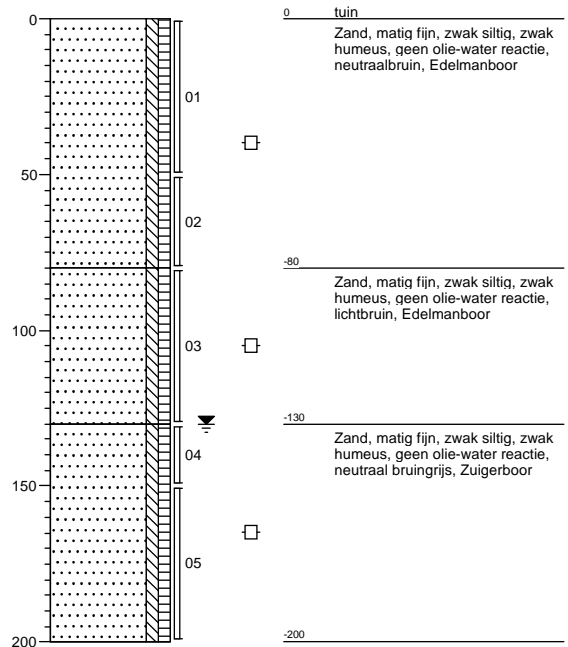 0
50
100
150
200
01
02
03
04
05
0 tuin
Zand, matig fijn, zwak siltig, zwak
humeus, geen olie-water reactie,
neutraalbruin, Edelmanboor
-80
Zand, matig fijn, zwak siltig, zwak
humeus, geen olie-water reactie,
lichtbruin, Edelmanboor
-130
Zand, matig fijn, zwak siltig, zwak
humeus, geen olie-water reactie,
neutraal bruingrijs, Zuigerboor
-200